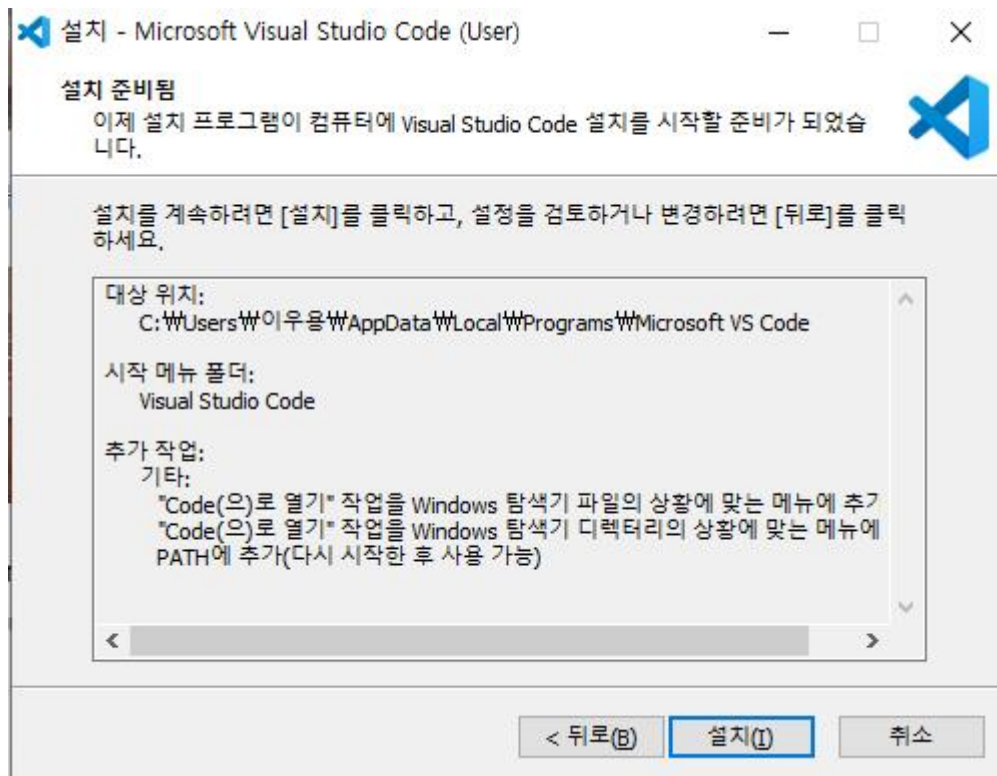 설치 - Microsoft Visual Studio Code (User)
설치 준비됨
이제 설치 프로그램이 컴퓨터에 Visual Studio Code 설치를 시작할 준비가 되었습
니다.
설치를 계속하려면 [설치]를 클릭하고, 설정을 검토하거나 변경하려면 [뒤로]를 클릭
하세요.
대상 위치:
C:₩Users₩이우용₩AppData₩Local₩Programs₩Microsoft VS Code
시작 메뉴 폴더:
Visual Studio Code
추가 작업:
기타:
"Code(으)로 열기" 작업을 Windows 탐색기 파일의 상황에 맞는 메뉴에 추가
"Code(으)로 열기" 작업을 Windows 탐색기 디렉터리의 상황에 맞는 메뉴에
PATH에 추가(다시 시작한 후 사용 가능)
< 뒤로(B)
설치(I)
취소